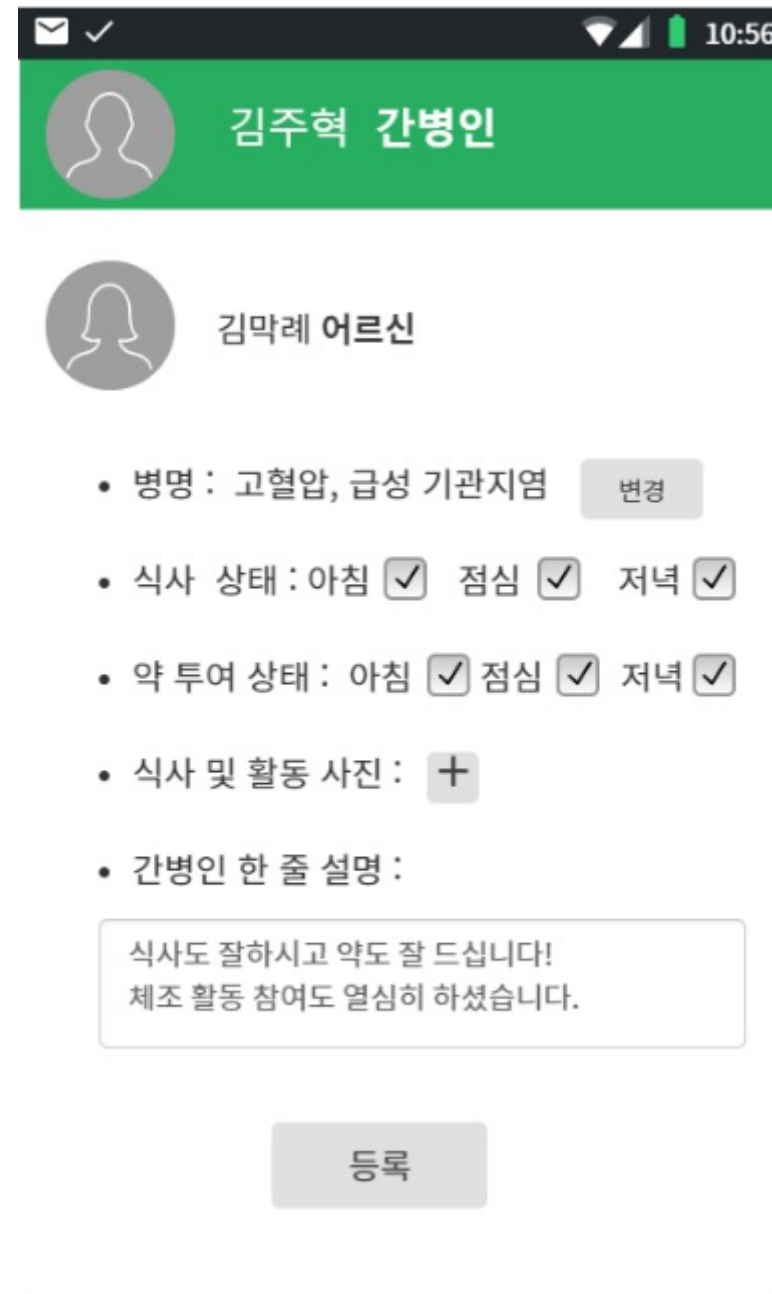 10:56
김주혁 간병인
김막례 어르신
• 병명 : 고혈압, 급성 기관지염 변경
• 식사 상태 : 아침 점심 저녁
• 약 투여 상태 : 아침 점심 저녁
• 식사 및 활동 사진 : +
• 간병인 한 줄 설명 :
식사도 잘하시고 약도 잘 드십니다!
체조 활동 참여도 열심히 하셨습니다.
등록